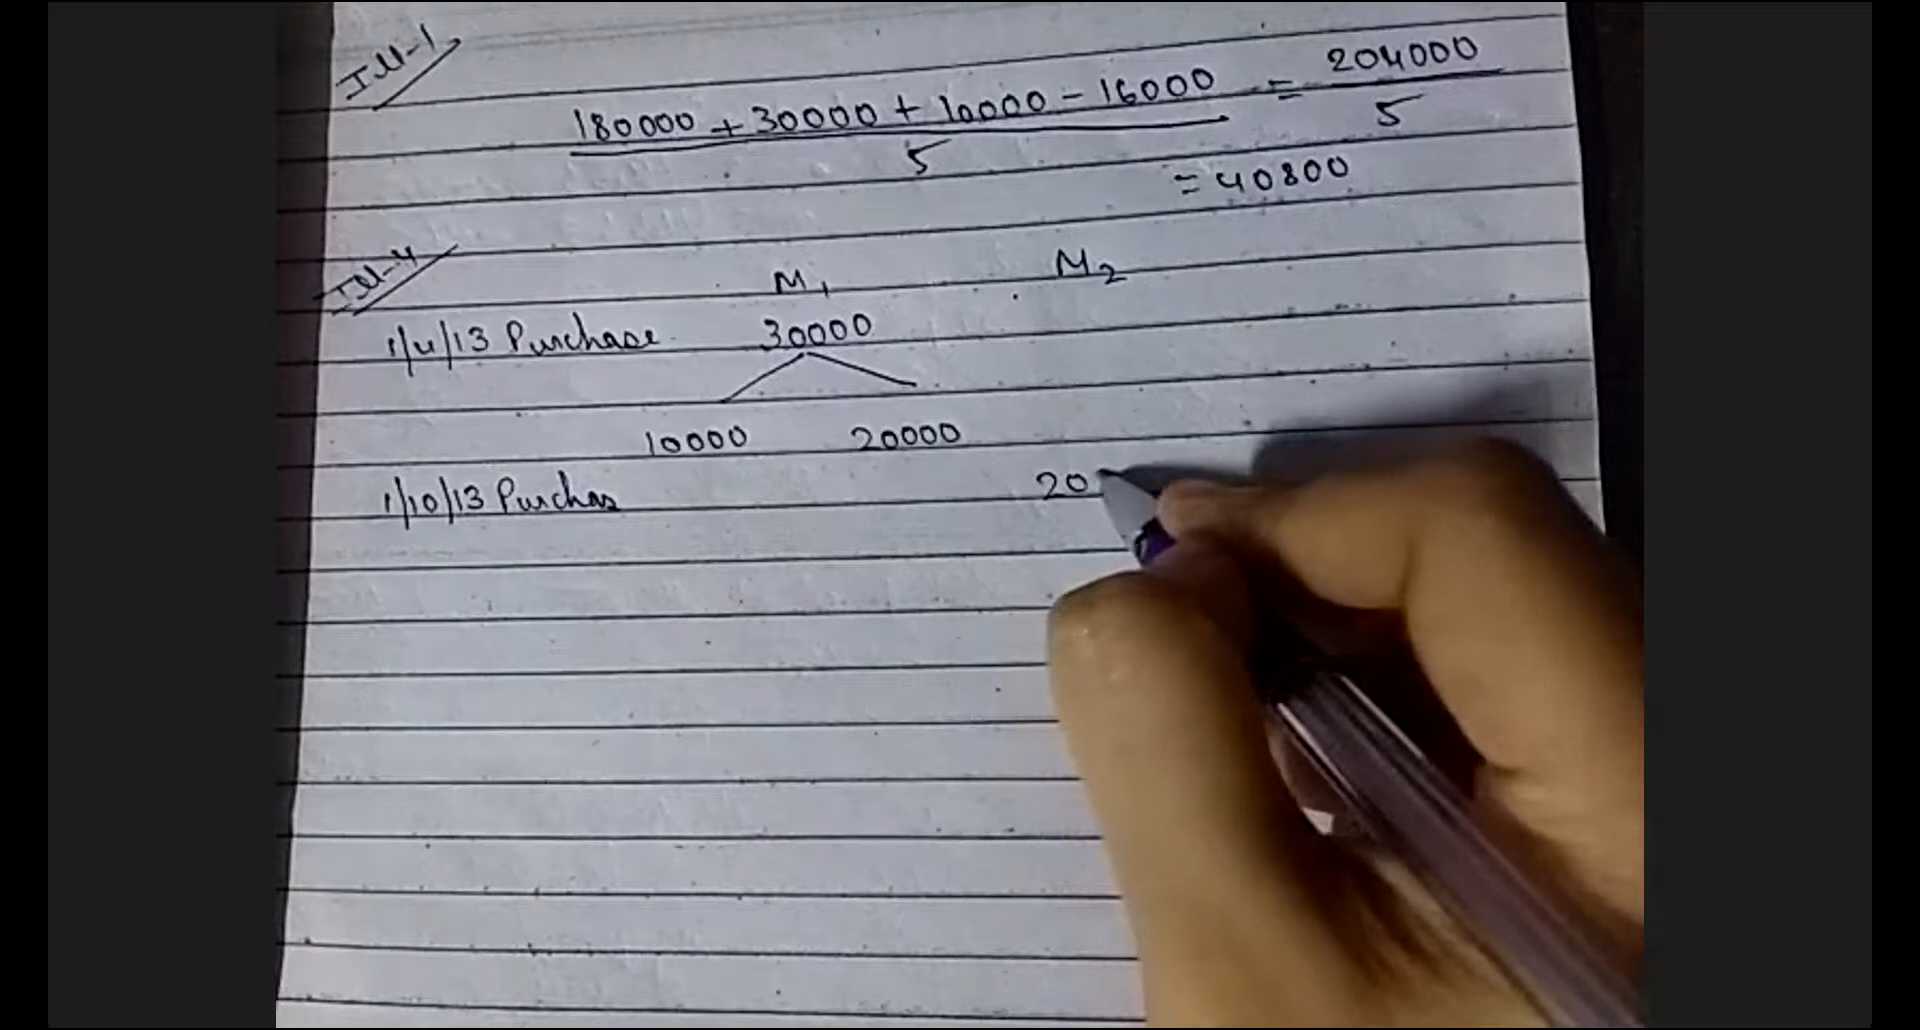 Ill-1
180000 + 30000 + 10000 - 16000 = 204000
5 5
= 40800
Ill-4
M1 M2
1/4/13 Purchase 30000
10000 20000
1/10/13 Purchas 20